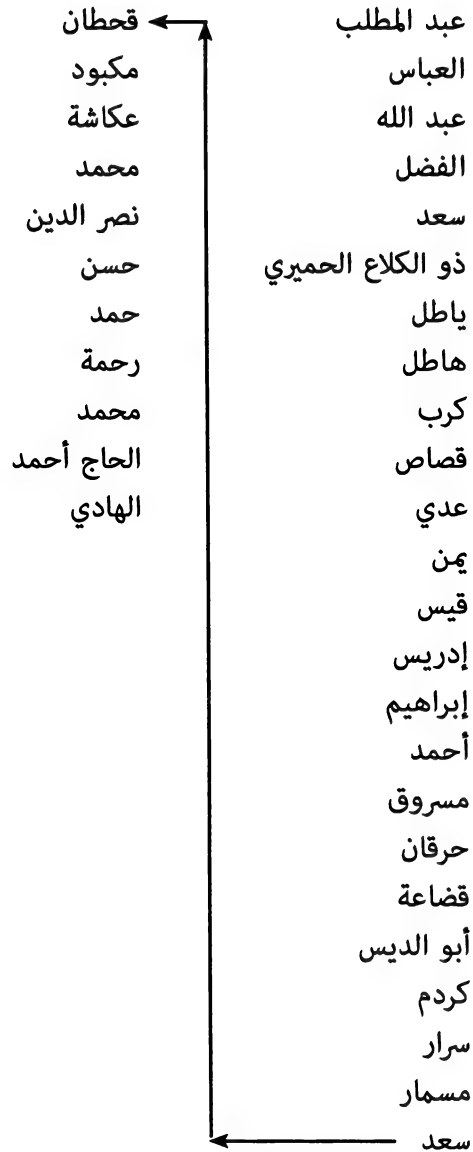 عبد المطلب
العباس
عبد الله
الفضل
سعد
ذو الكلاع الحميري
ياطل
هاطل
كرب
قصاص
عدي
يمن
قيس
إدريس
إبراهيم
أحمد
مسروق
حرقان
قضاعة
أبو الديس
كردم
سرار
مسمار
سعد
قحطان
مكبود
عكاشة
محمد
نصر الدين
حسن
حمد
رحمة
محمد
الحاج أحمد
الهادي